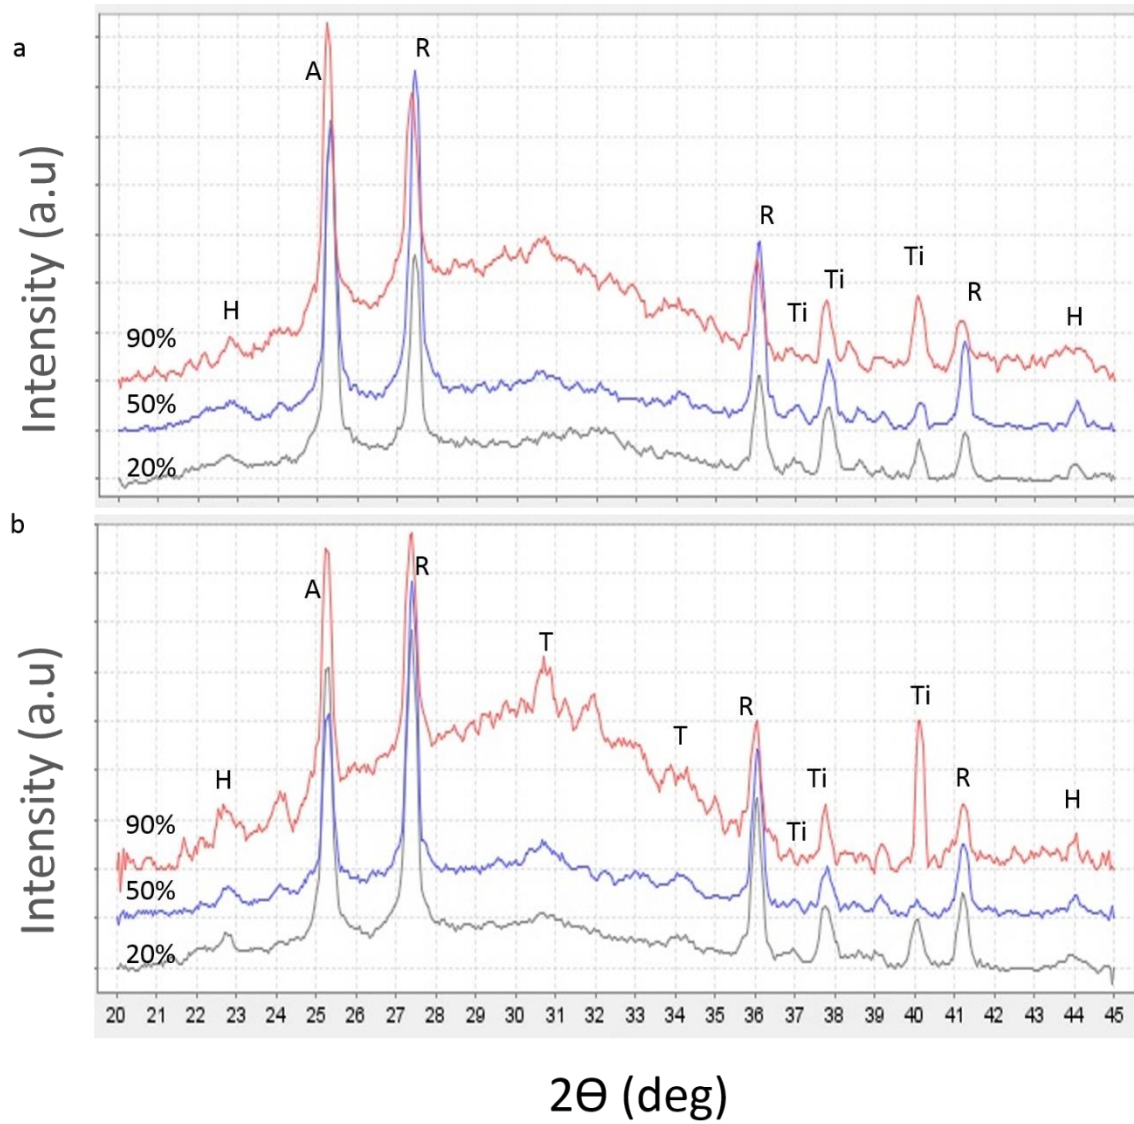 a
Intensity (a.u)
A
R
R
Ti
Ti
Ti
R
H
H
90%
50%
20%
b
Intensity (a.u)
A
R
T
T
R
Ti
Ti
Ti
R
H
H
90%
50%
20%
20 21 22 23 24 25 26 27 28 29 30 31 32 33 34 35 36 37 38 39 40 41 42 43 44 45
2Θ (deg)